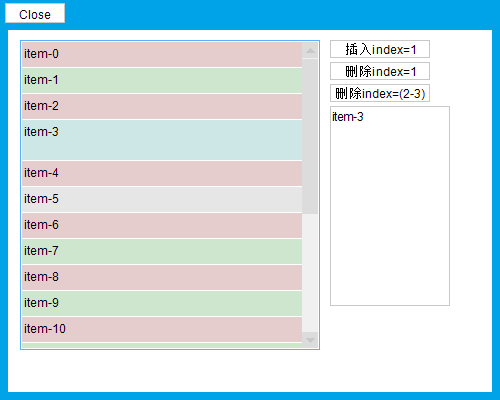 Close
item-0
item-1
item-2
item-3
item-4
item-5
item-6
item-7
item-8
item-9
item-10
插入index=1
删除index=1
删除index=(2-3)
item-3